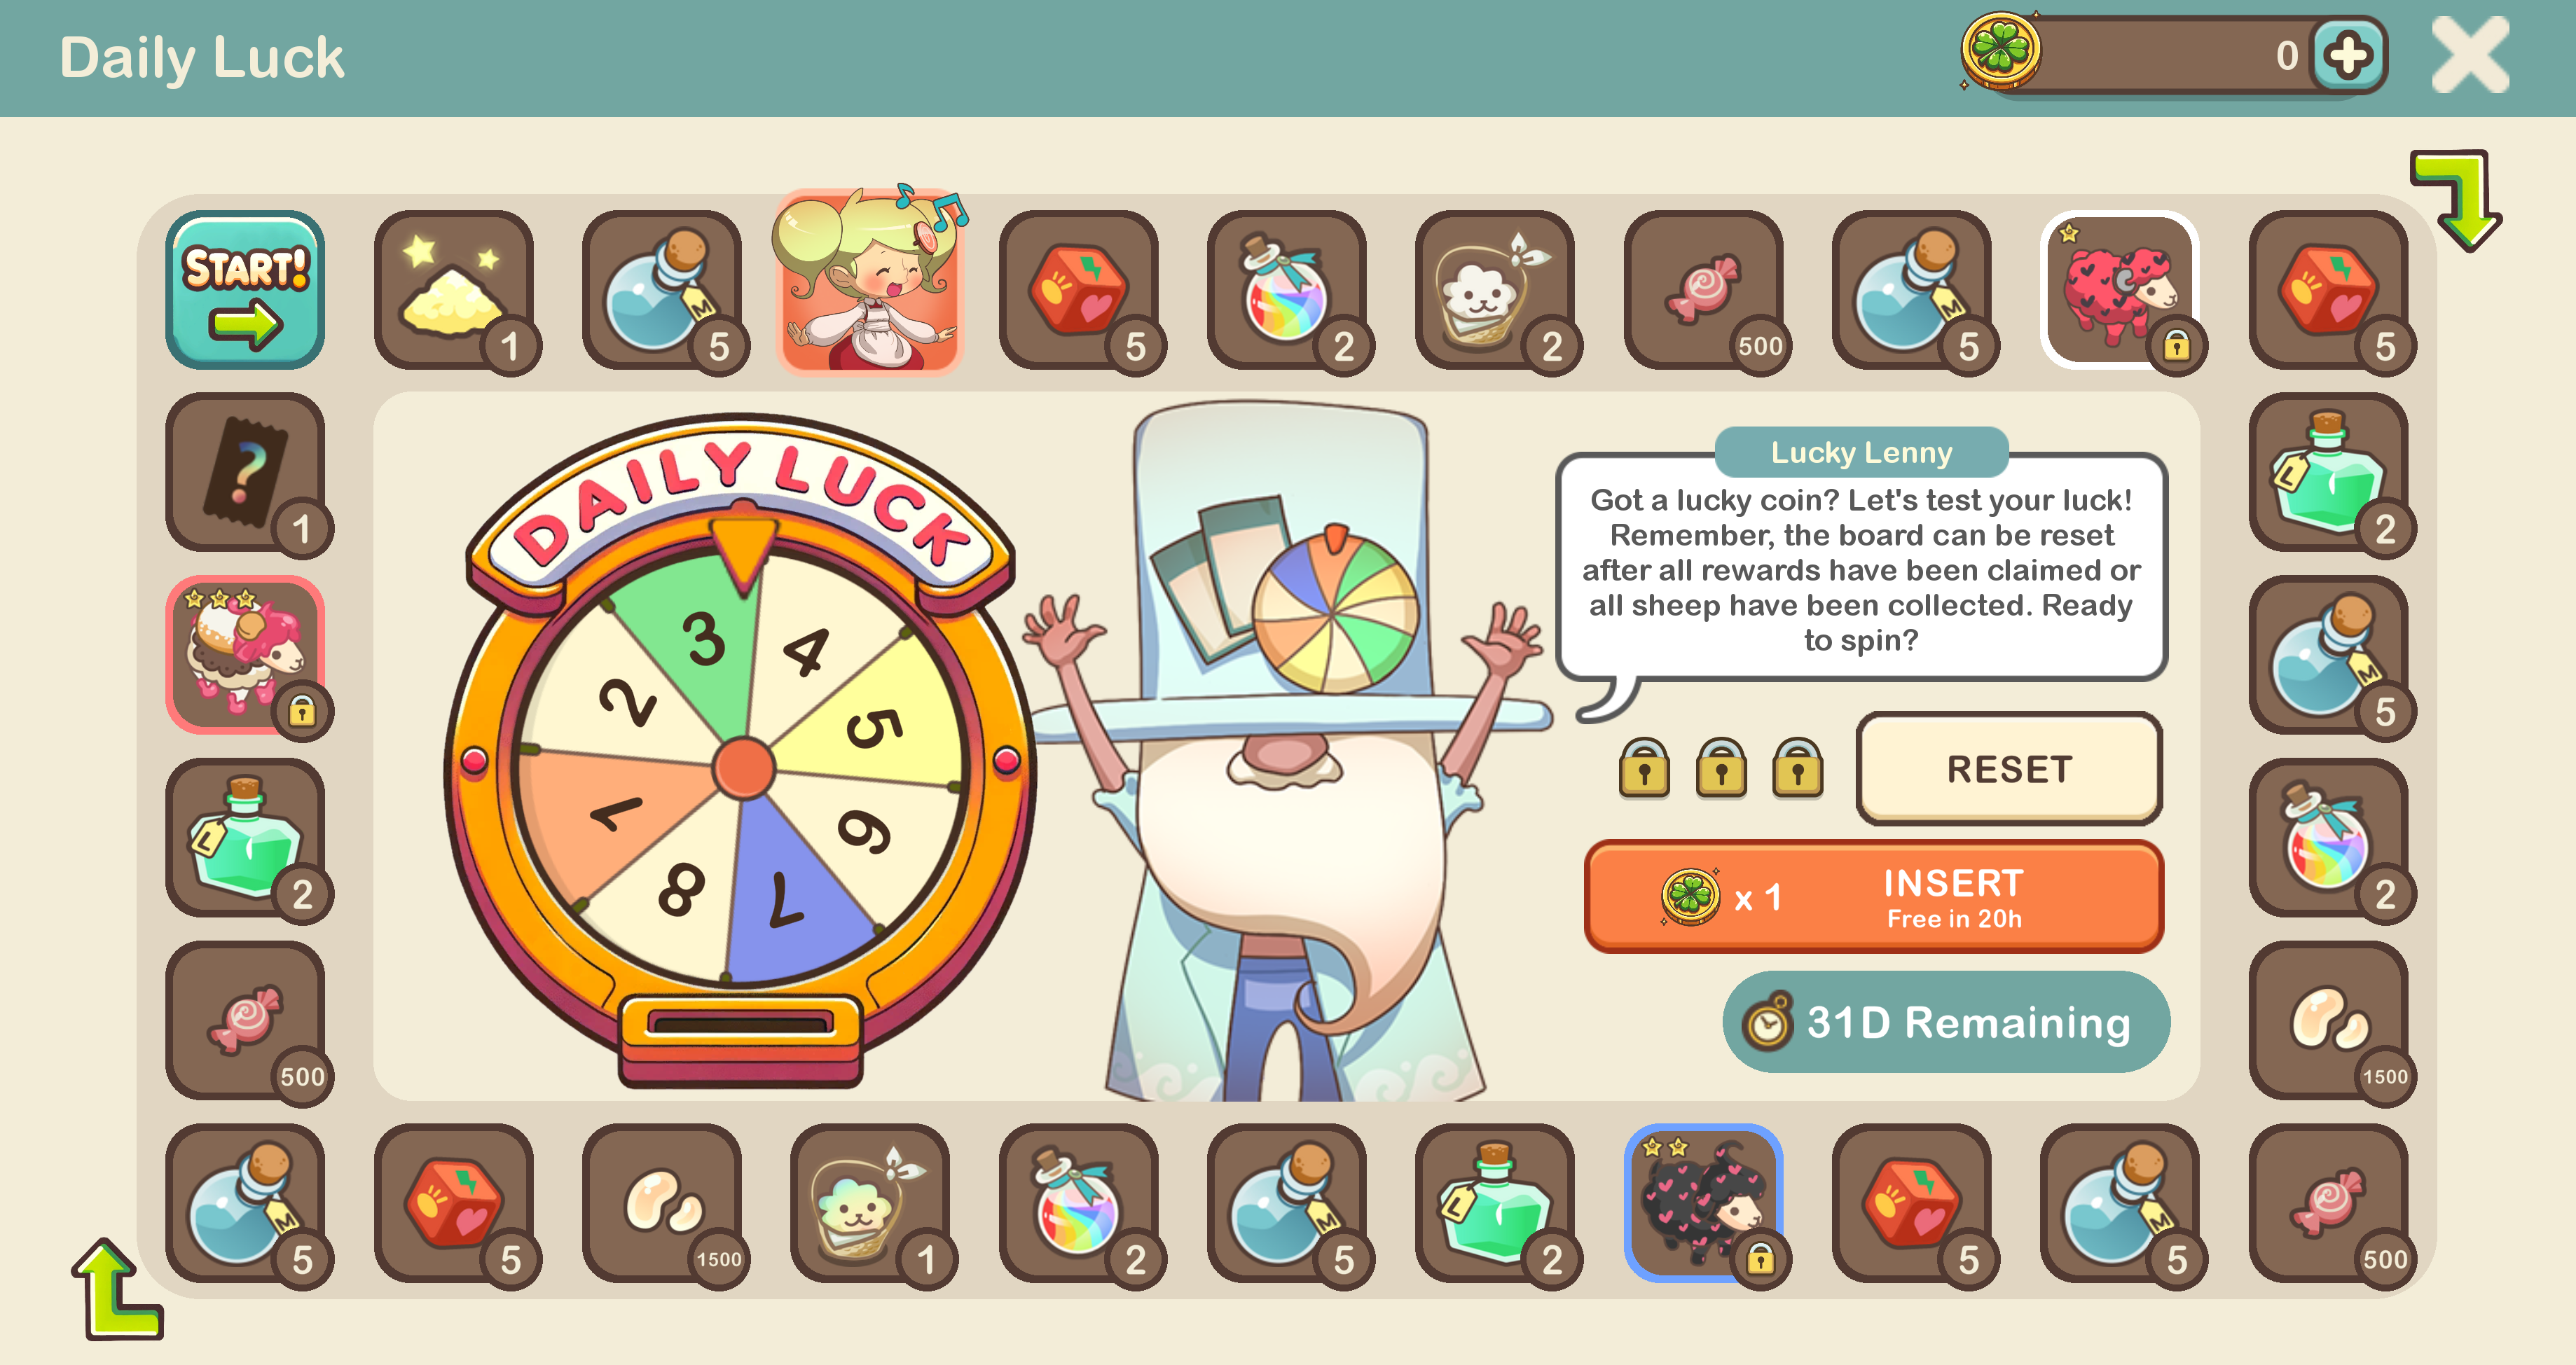 Daily Luck
0
START!
1
5
5
2
2
500
5
5
1
2
2
5
500
2
1500
DAILY LUCK
1
2
3
4
5
6
7
8
Lucky Lenny
Got a lucky coin? Let's test your luck!
Remember, the board can be reset
after all rewards have been claimed or
all sheep have been collected. Ready
to spin?
RESET
x 1
INSERT
Free in 20h
31D Remaining
5
5
1500
1
2
5
2
5
5
500
M
M
L
M
L
M
M
L
M
?